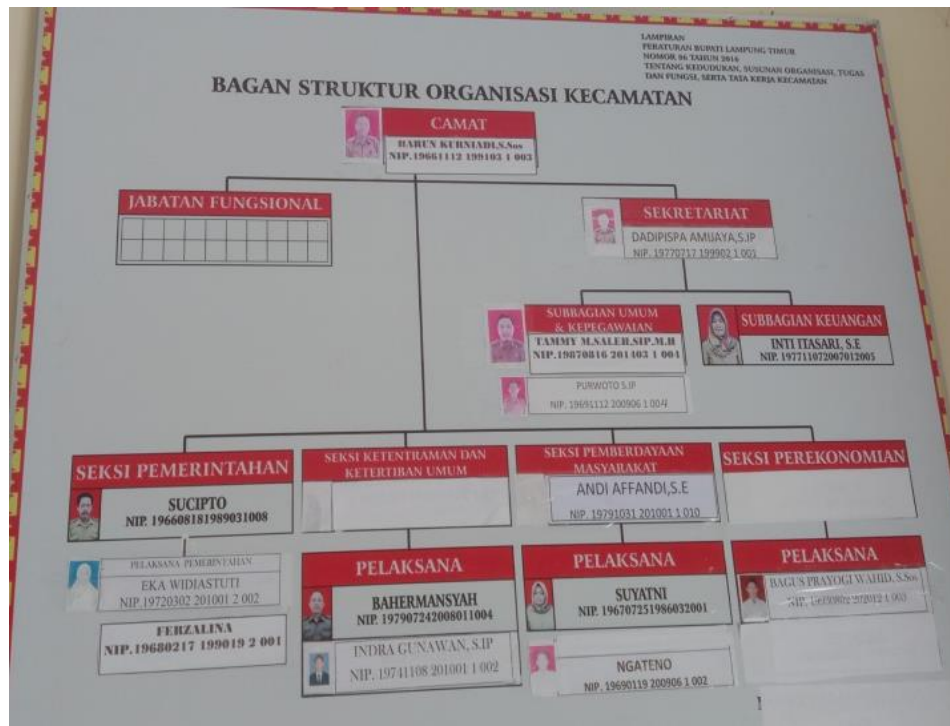 LAMPIRAN
PERATURAN BUPATI LAMPUNG TIMUR
NOMOR 06 TAHUN 2016
TENTANG KEDUDUKAN, SUSUNAN ORGANISASI, TUGAS
DAN FUNGSI, SERTA TATA KERJA KECAMATAN
BAGAN STRUKTUR ORGANISASI KECAMATAN
CAMAT
HARUN KURNIADI,S.Sos
NIP.19661112 199103 1 003
JABATAN FUNGSIONAL
SEKRETARIAT
DADIPISPA AMIJAYA,S.IP
NIP. 19770717 199902 1 001
SUBBAGIAN UMUM
& KEPEGAWAIAN
TAMMY M.SALEH,SIP.M.H
NIP.19870816 201403 1 004
PURWOTO S.IP
NIP. 19691112 200906 1 004
SUBBAGIAN KEUANGAN
INTI ITASARI, S.E
NIP. 197711072007012005
SEKSI PEMERINTAHAN
SUCIPTO
NIP. 196608181989031008
PELAKSANA PEMERINTAHAN
EKA WIDIASTUTI
NIP.19720302 201001 2 002
FERZALINA
NIP.19680217 199019 2 001
SEKSI KETENTRAMAN DAN
KETERTIBAN UMUM
PELAKSANA
BAHERMANSYAH
NIP. 197907242008011004
INDRA GUNAWAN, S.IP
NIP. 19741108 201001 1 002
SEKSI PEMBERDAYAAN
MASYARAKAT
ANDI AFFANDI,S.E
NIP. 19791031 201001 1 010
PELAKSANA
SUYATNI
NIP. 196707251986032001
NGATENO
NIP. 19690119 200906 1 002
SEKSI PEREKONOMIAN
PELAKSANA
BAGUS PRAYOGI WAHID, S.Sos
NIP.